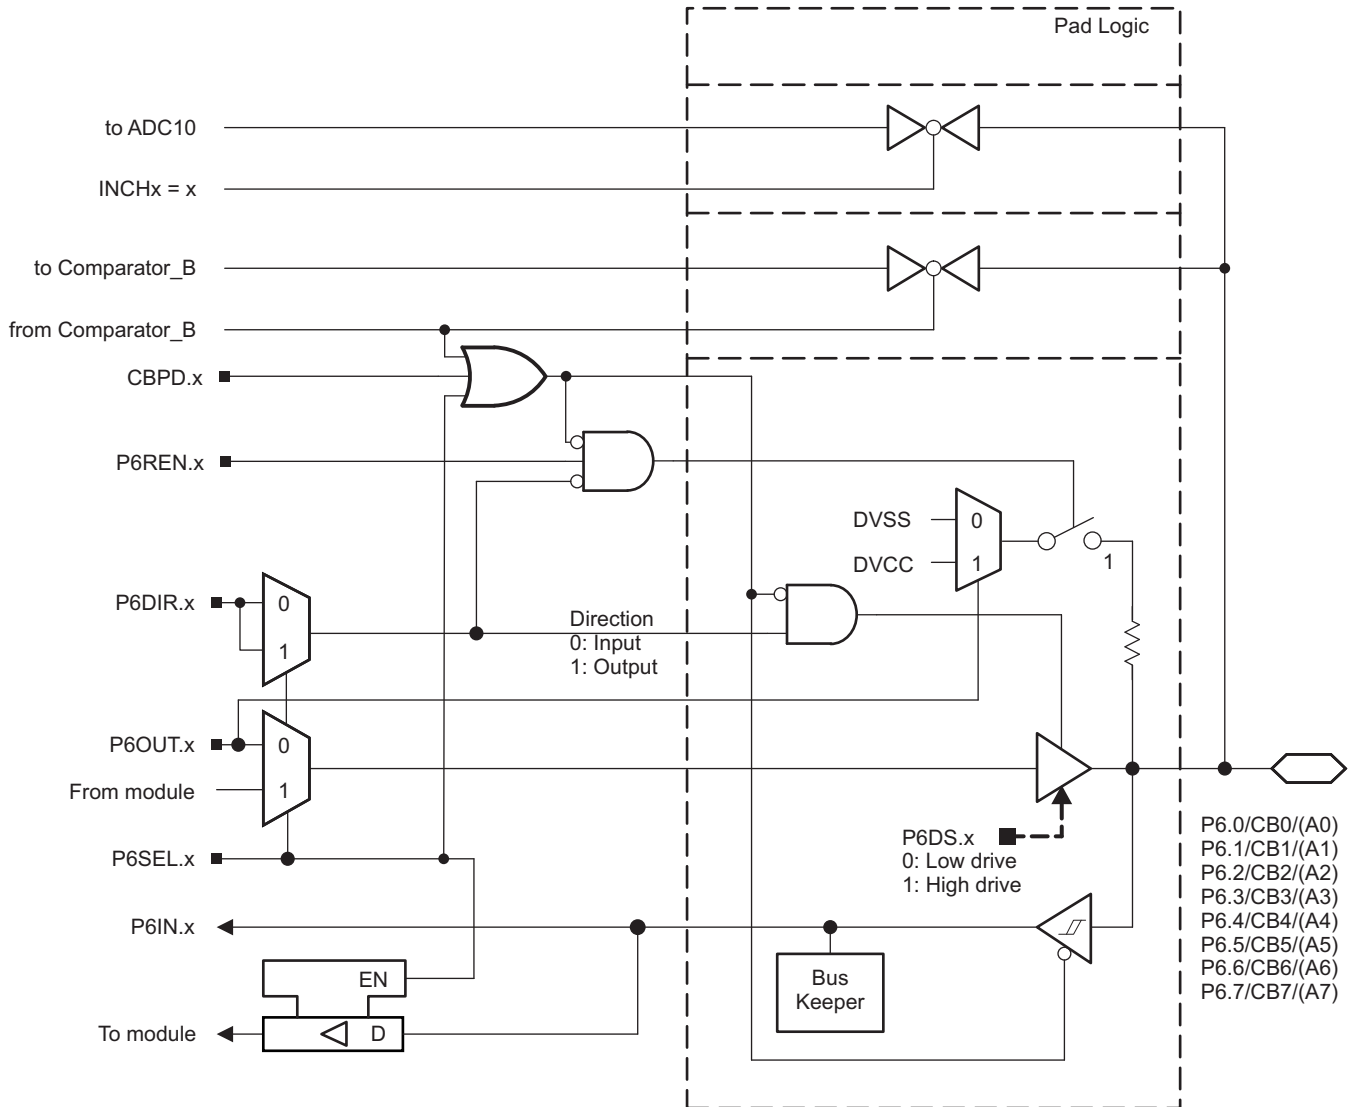 Pad Logic
to ADC10
INCHx = x
to Comparator_B
from Comparator_B
CBPD.x
P6REN.x
DVSS
0
DVCC
1
1
P6DIR.x
0
1
Direction
0: Input
1: Output
P6OUT.x
0
From module
1
P6SEL.x
P6DS.x
0: Low drive
1: High drive
P6.0/CB0/(A0)
P6.1/CB1/(A1)
P6.2/CB2/(A2)
P6.3/CB3/(A3)
P6.4/CB4/(A4)
P6.5/CB5/(A5)
P6.6/CB6/(A6)
P6.7/CB7/(A7)
P6IN.x
Bus
Keeper
EN
To module
D